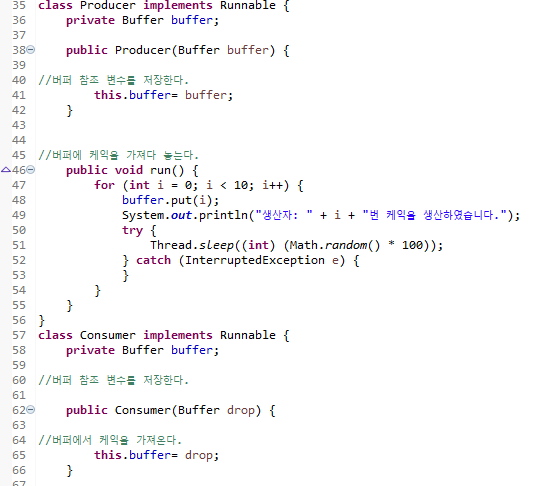 35 class Producer implements Runnable {
36     private Buffer buffer;
37
38     public Producer(Buffer buffer) {
39
40 //버퍼 참조 변수를 저장한다.
41         this.buffer= buffer;
42     }
43
44
45 //버퍼에 케익을 가져다 놓는다.
46     public void run() {
47         for (int i = 0; i < 10; i++) {
48             buffer.put(i);
49             System.out.println("생산자: " + i + "번 케익을 생산하였습니다.");
50             try {
51                 Thread.sleep((int) (Math.random() * 100));
52             } catch (InterruptedException e) {
53             }
54         }
55     }
56 }
57 class Consumer implements Runnable {
58     private Buffer buffer;
59
60 //버퍼 참조 변수를 저장한다.
61
62     public Consumer(Buffer drop) {
63
64 //버퍼에서 케익을 가져온다.
65         this.buffer= drop;
66     }
67